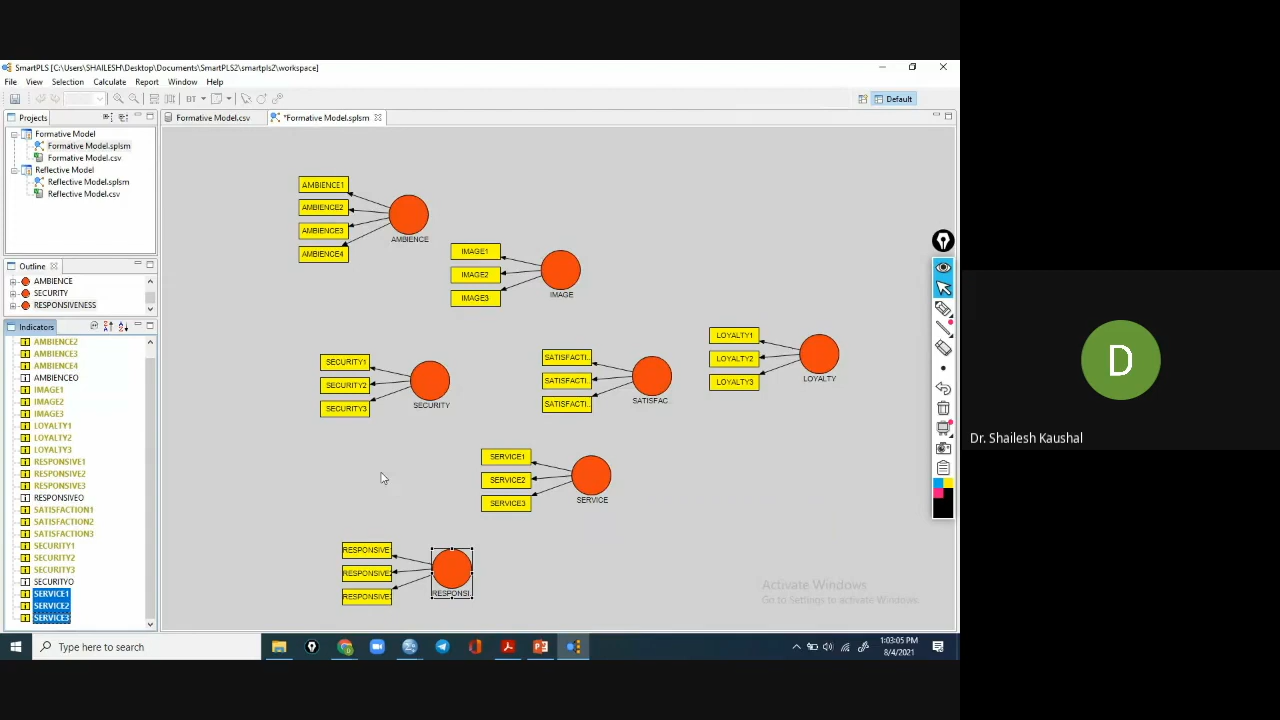 SmartPLS [C:\Users\SHAILESH\Desktop\Documents\SmartPLS2\smartpls2\workspace]
File View Selection Calculate Report Window Help
BT
Default
Projects
Formative Model.csv
*Formative Model.splsm
Formative Model
Formative Model.splsm
Formative Model.csv
Reflective Model
Reflective Model.splsm
Reflective Model.csv
Outline
AMBIENCE
SECURITY
RESPONSIVENESS
Indicators
AMBIENCE2
AMBIENCE3
AMBIENCE4
AMBIENCEO
IMAGE1
IMAGE2
IMAGE3
LOYALTY1
LOYALTY2
LOYALTY3
RESPONSIVE1
RESPONSIVE2
RESPONSIVE3
RESPONSIVEO
SATISFACTION1
SATISFACTION2
SATISFACTION3
SECURITY1
SECURITY2
SECURITY3
SECURITYO
SERVICE1
SERVICE2
SERVICE3
AMBIENCE1
AMBIENCE2
AMBIENCE3
AMBIENCE4
AMBIENCE
IMAGE1
IMAGE2
IMAGE3
IMAGE
SECURITY1
SECURITY2
SECURITY3
SECURITY
SATISFACTI..
SATISFACTI..
SATISFACTI..
SATISFAC
LOYALTY1
LOYALTY2
LOYALTY3
LOYALTY
SERVICE1
SERVICE2
SERVICE3
SERVICE
RESPONSIVE
RESPONSIVE2
RESPONSIVE3
RESPONSI..
Activate Windows
Go to Settings to activate Windows.
Type here to search
1:03:05 PM
8/4/2021
D
Dr. Shailesh Kaushal